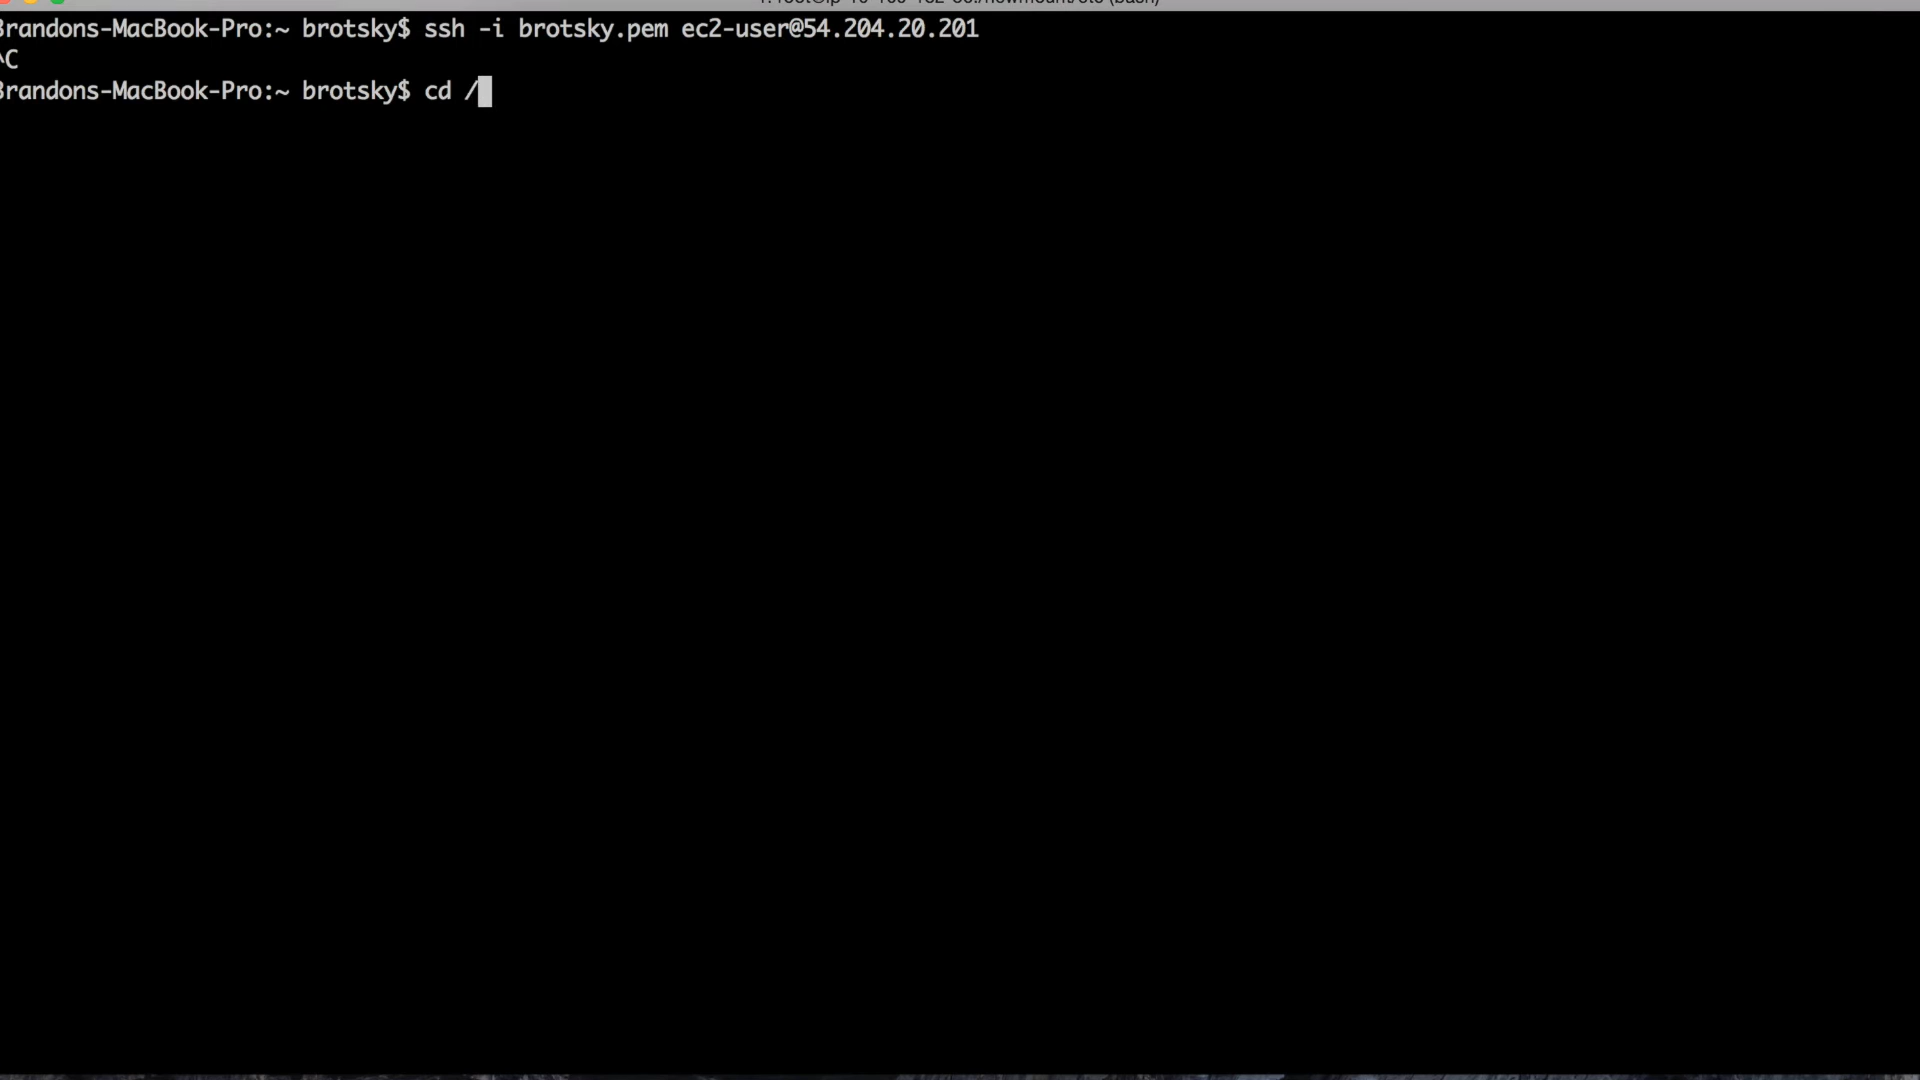 Brandons-MacBook-Pro:~ brotsky$ ssh -i brotsky.pem ec2-user@54.204.20.201
^C
Brandons-MacBook-Pro:~ brotsky$ cd /